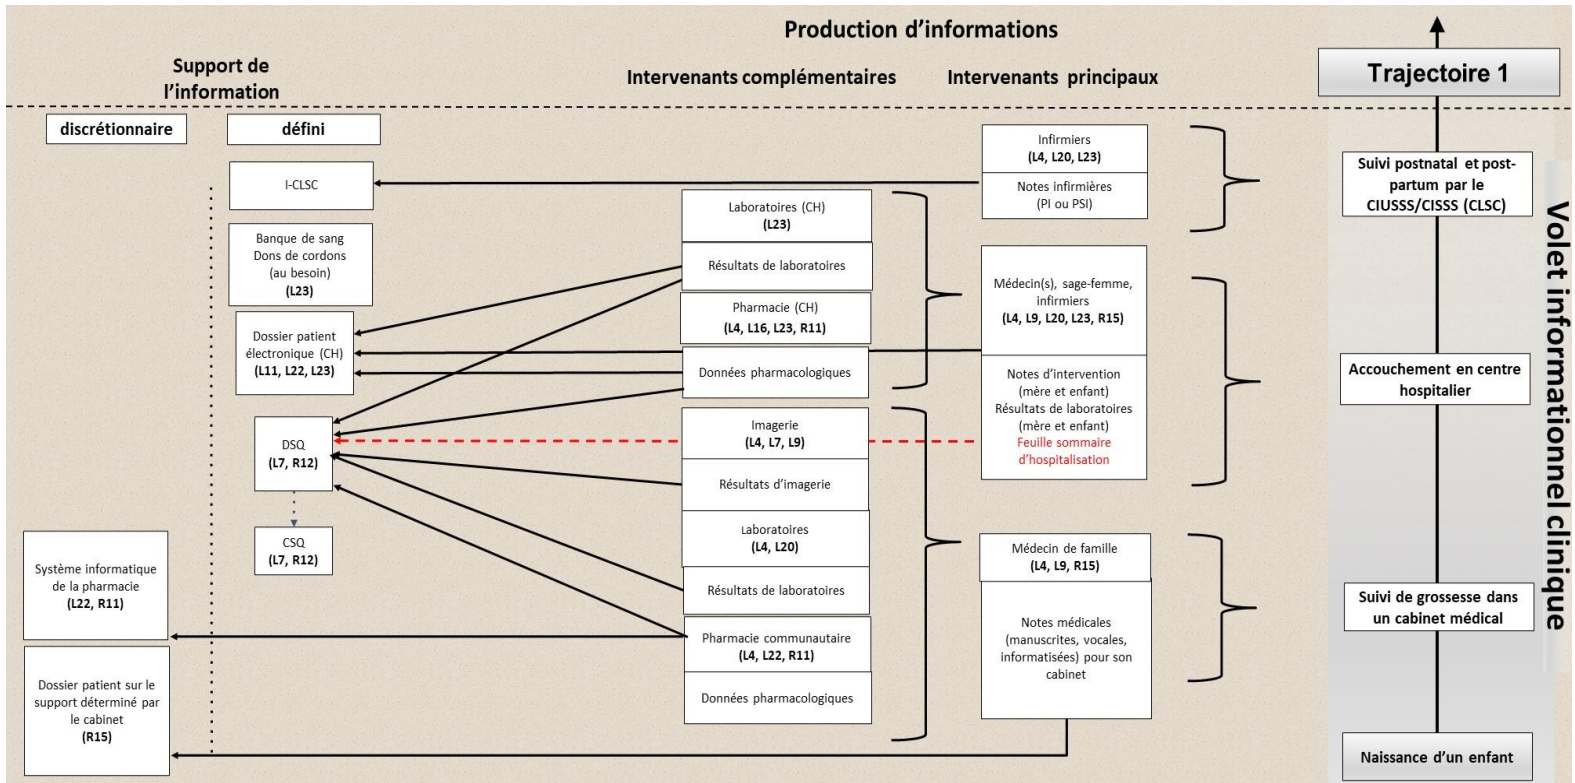 Production d’informations
Support de
l’information
Intervenants complémentaires
Intervenants principaux
Trajectoire 1
discrétionnaire
défini
I-CLSC
Banque de sang
Dons de cordons
(au besoin)
(L23)
Dossier patient
électronique (CH)
(L11, L22, L23)
DSQ
(L7, R12)
CSQ
(L7, R12)
Système informatique
de la pharmacie
(L22, R11)
Dossier patient sur le
support déterminé par
le cabinet
(R15)
Laboratoires (CH)
(L23)
Résultats de laboratoires
Pharmacie (CH)
(L4, L16, L23, R11)
Données pharmacologiques
Imagerie
(L4, L7, L9)
Résultats d’imagerie
Laboratoires
(L4, L20)
Résultats de laboratoires
Pharmacie communautaire
(L4, L22, R11)
Données pharmacologiques
Infirmiers
(L4, L20, L23)
Notes infirmières
(PI ou PSI)
Médecin(s), sage-femme,
infirmiers
(L4, L9, L20, L23, R15)
Notes d’intervention
(mère et enfant)
Résultats de laboratoires
(mère et enfant)
Feuille sommaire
d’hospitalisation
Médecin de famille
(L4, L9, R15)
Notes médicales
(manuscrites, vocales,
informatisées) pour son
cabinet
Suivi postnatal et post-
partum par le
CIUSSS/CISSS (CLSC)
Accouchement en centre
hospitalier
Suivi de grossesse dans
un cabinet médical
Naissance d’un enfant
Volet informationnel clinique